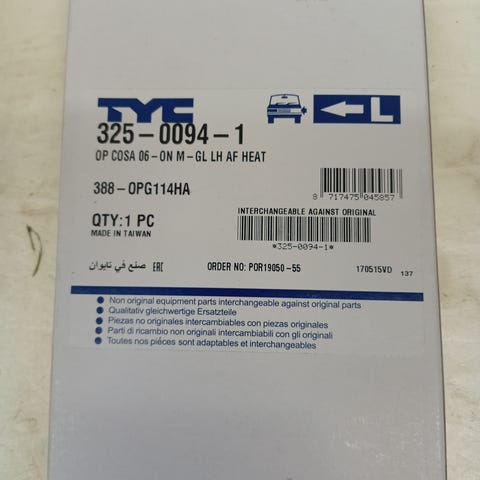 TYC
L
325-0094-1
OP COSA 06-ON M-GL LH AF HEAT
388-OPG114HA
8 717475 045857
QTY:1 PC
MADE IN TAIWAN
INTERCHANGEABLE AGAINST ORIGINAL
*325-0094-1*
صنع في تايوان EAC
ORDER NO: POR19050-55
170515VD
137
Non original equipment parts interchangeable against original parts
Qualitativ gleichwertige Ersatzteile
Piezas no originales intercambiables con piezas originales
Parti di ricambio non originali intercambiabili con gli originali
Toutes nos piéces sont adaptables et interchangeables